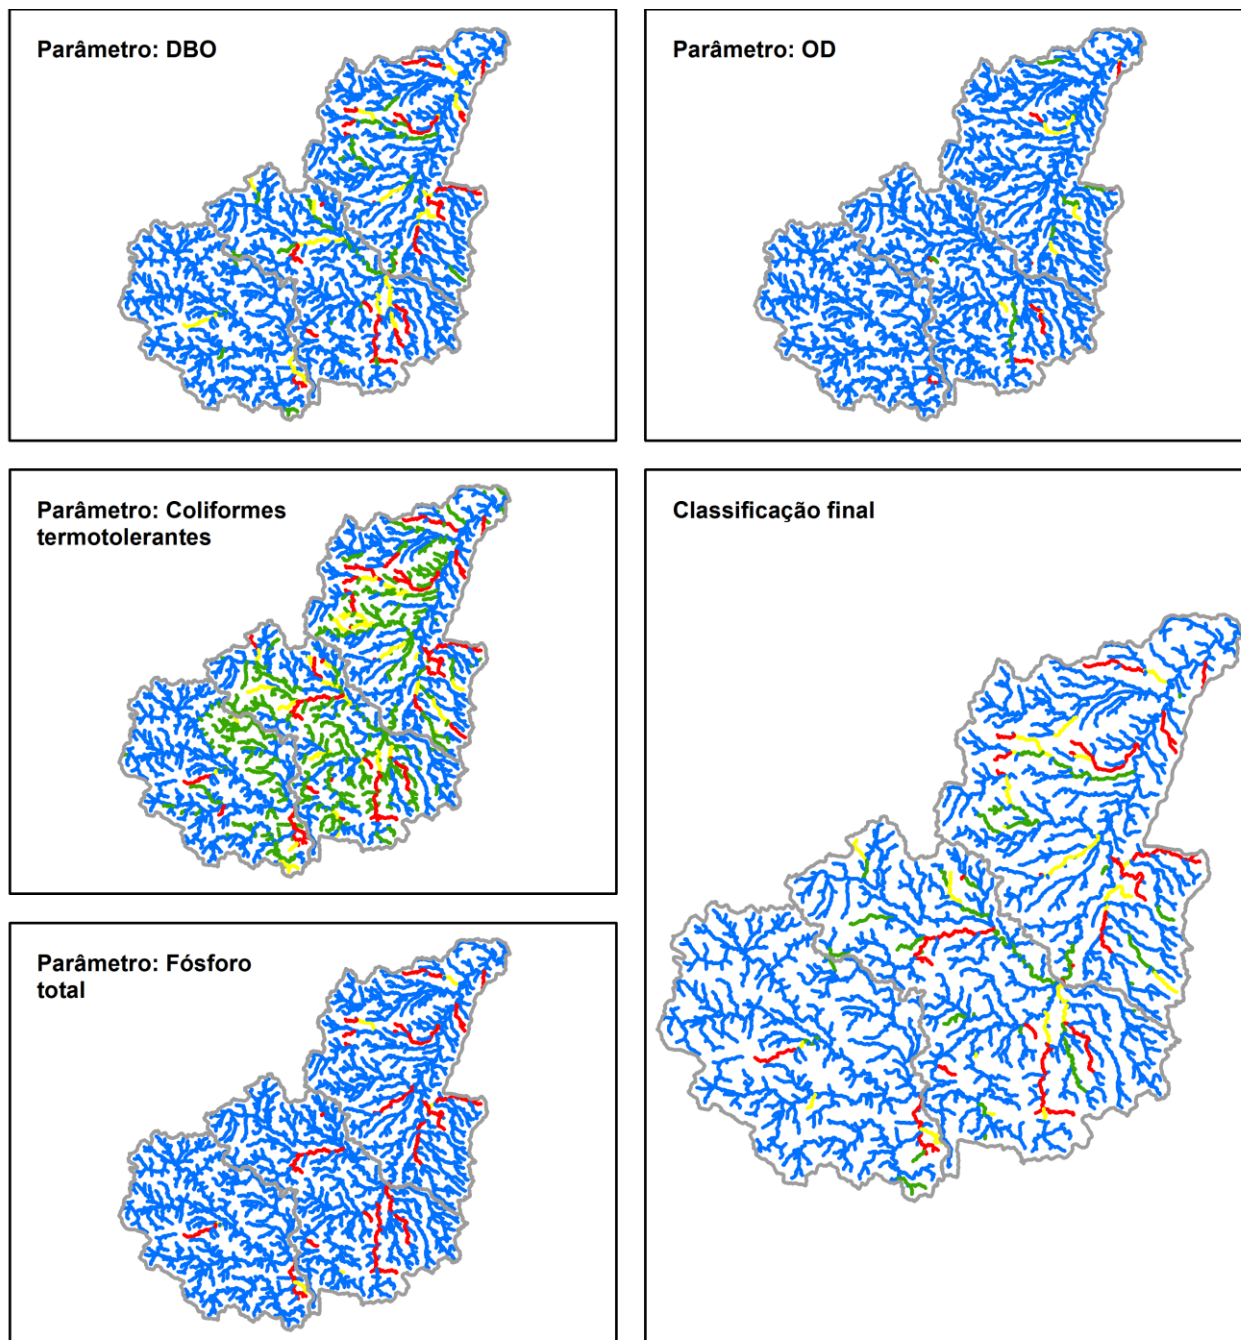 Parâmetro: DBO
Parâmetro: OD
Parâmetro: Coliformes
termotolerantes
Classificação final
Parâmetro: Fósforo
total